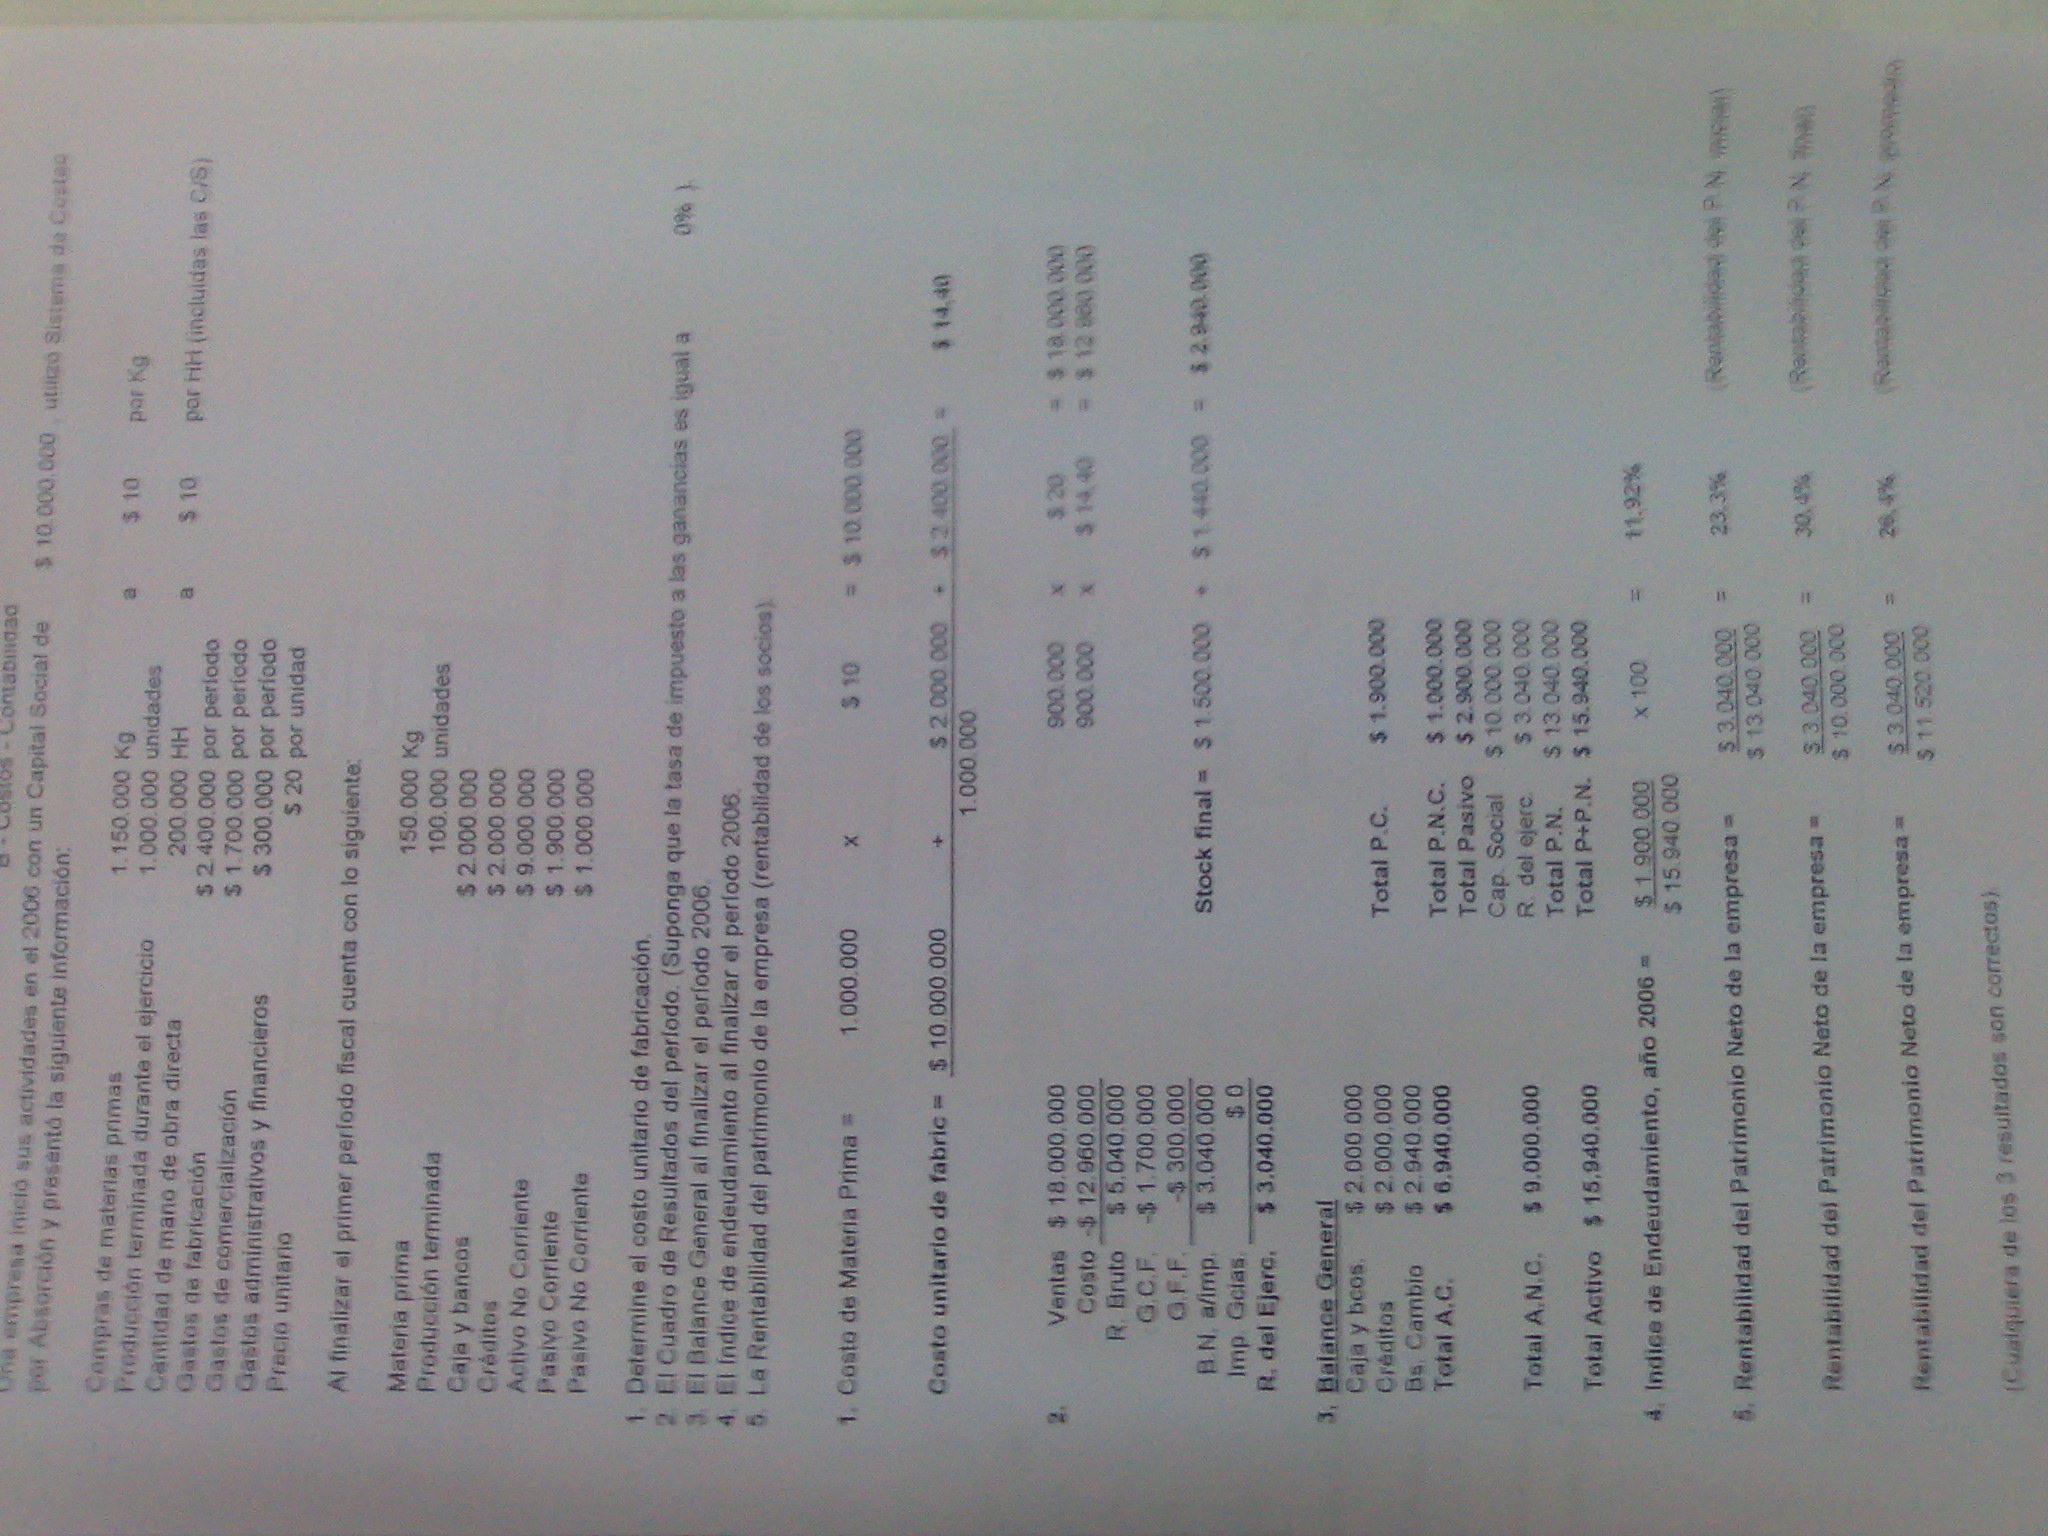 B - Costos - Contabilidad
Una empresa inició sus actividades en el 2006 con un Capital Social de $ 10.000.000 , utilizó Sistema de Costeo
por Absorción y presentó la siguiente información:
Compras de materias primas 1.150.000 Kg a $ 10 por Kg
Producción terminada durante el ejercicio 1.000.000 unidades
Cantidad de mano de obra directa 200.000 HH a $ 10 por HH (incluidas las C/S)
Gastos de fabricación $ 2.400.000 por período
Gastos de comercialización $ 1.700.000 por período
Gastos administrativos y financieros $ 300.000 por período
Precio unitario $ 20 por unidad
Al finalizar el primer período fiscal cuenta con lo siguiente:
Materia prima 150.000 Kg
Producción terminada 100.000 unidades
Caja y bancos $ 2.000.000
Créditos $ 2.000.000
Activo No Corriente $ 9.000.000
Pasivo Corriente $ 1.900.000
Pasivo No Corriente $ 1.000.000
1. Determine el costo unitario de fabricación.
2. El Cuadro de Resultados del período. (Suponga que la tasa de impuesto a las ganancias es igual a 0% ).
3. El Balance General al finalizar el período 2006.
4. El Indice de endeudamiento al finalizar el período 2006.
5. La Rentabilidad del patrimonio de la empresa (rentabilidad de los socios).
1. Costo de Materia Prima = 1.000.000 x $ 10 = $ 10.000.000
Costo unitario de fabric = $ 10.000.000 + $ 2.000.000 + $ 2.400.000 = $ 14,40
1.000.000
2. Ventas $ 18.000.000 900.000 x $ 20 = $ 18.000.000
Costo -$ 12.960.000 900.000 x $ 14,40 = $ 12.960.000
R. Bruto $ 5.040.000
G.C.F. -$ 1.700.000
G.F.F. -$ 300.000
B.N. a/imp. $ 3.040.000 Stock final = $ 1.500.000 + $ 1.440.000 = $ 2.940.000
Imp. Gcias. $ 0
R. del Ejerc. $ 3.040.000
3. Balance General
Caja y bcos. $ 2.000.000 Total P.C. $ 1.900.000
Créditos $ 2.000.000
Bs. Cambio $ 2.940.000 Total P.N.C. $ 1.000.000
Total A.C. $ 6.940.000 Total Pasivo $ 2.900.000
Cap. Social $ 10.000.000
R. del ejerc. $ 3.040.000
Total A.N.C. $ 9.000.000 Total P.N. $ 13.040.000
Total Activo $ 15.940.000 Total P+P.N. $ 15.940.000
4. Indice de Endeudamiento, año 2006 = $ 1.900.000 x 100 = 11,92%
$ 15.940.000
5. Rentabilidad del Patrimonio Neto de la empresa = $ 3.040.000 = 23,3% (Rentabilidad del P.N.
$ 13.040.000
Rentabilidad del Patrimonio Neto de la empresa = $ 3.040.000 = 30,4% (Rentabilidad del P.N.
$ 10.000.000
Rentabilidad del Patrimonio Neto de la empresa = $ 3.040.000 = 26,4% (Rentabilidad del P.N. promedio)
$ 11.520.000
(Cualquiera de los 3 resultados son correctos).